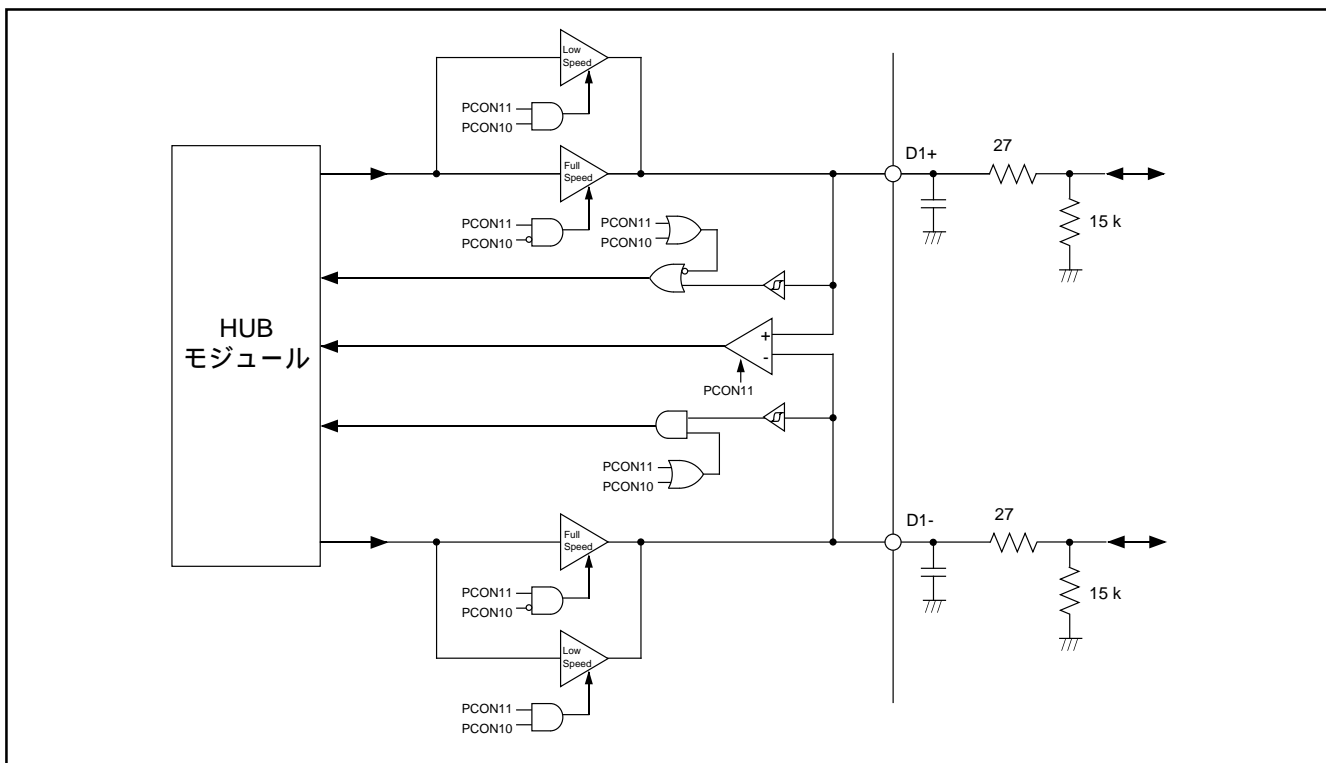 Low
Speed
PCON11
PCON10
Full
Speed
PCON11
PCON10
PCON11
PCON10
D1+
27
15 k
HUB
モジュール
+
-
PCON11
PCON11
PCON10
Full
Speed
PCON11
PCON10
Low
Speed
PCON11
PCON10
D1-
27
15 k